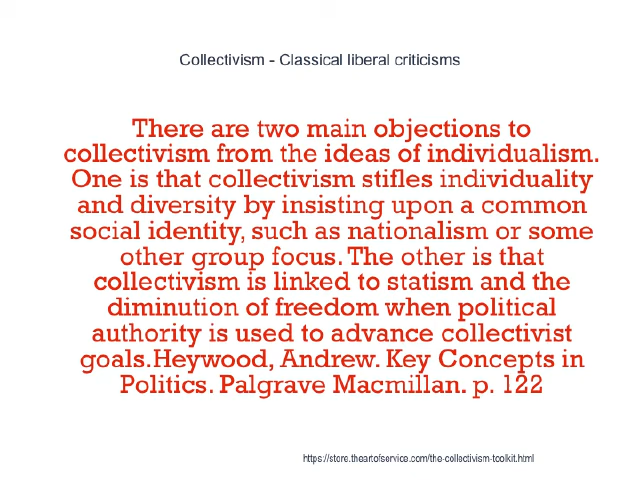 Collectivism - Classical liberal criticisms
There are two main objections to
collectivism from the ideas of individualism.
One is that collectivism stifles individuality
and diversity by insisting upon a common
social identity, such as nationalism or some
other group focus. The other is that
collectivism is linked to statism and the
diminution of freedom when political
authority is used to advance collectivist
goals.Heywood, Andrew. Key Concepts in
Politics. Palgrave Macmillan. p. 122
https://store.theartofservice.com/the-collectivism-toolkit.html